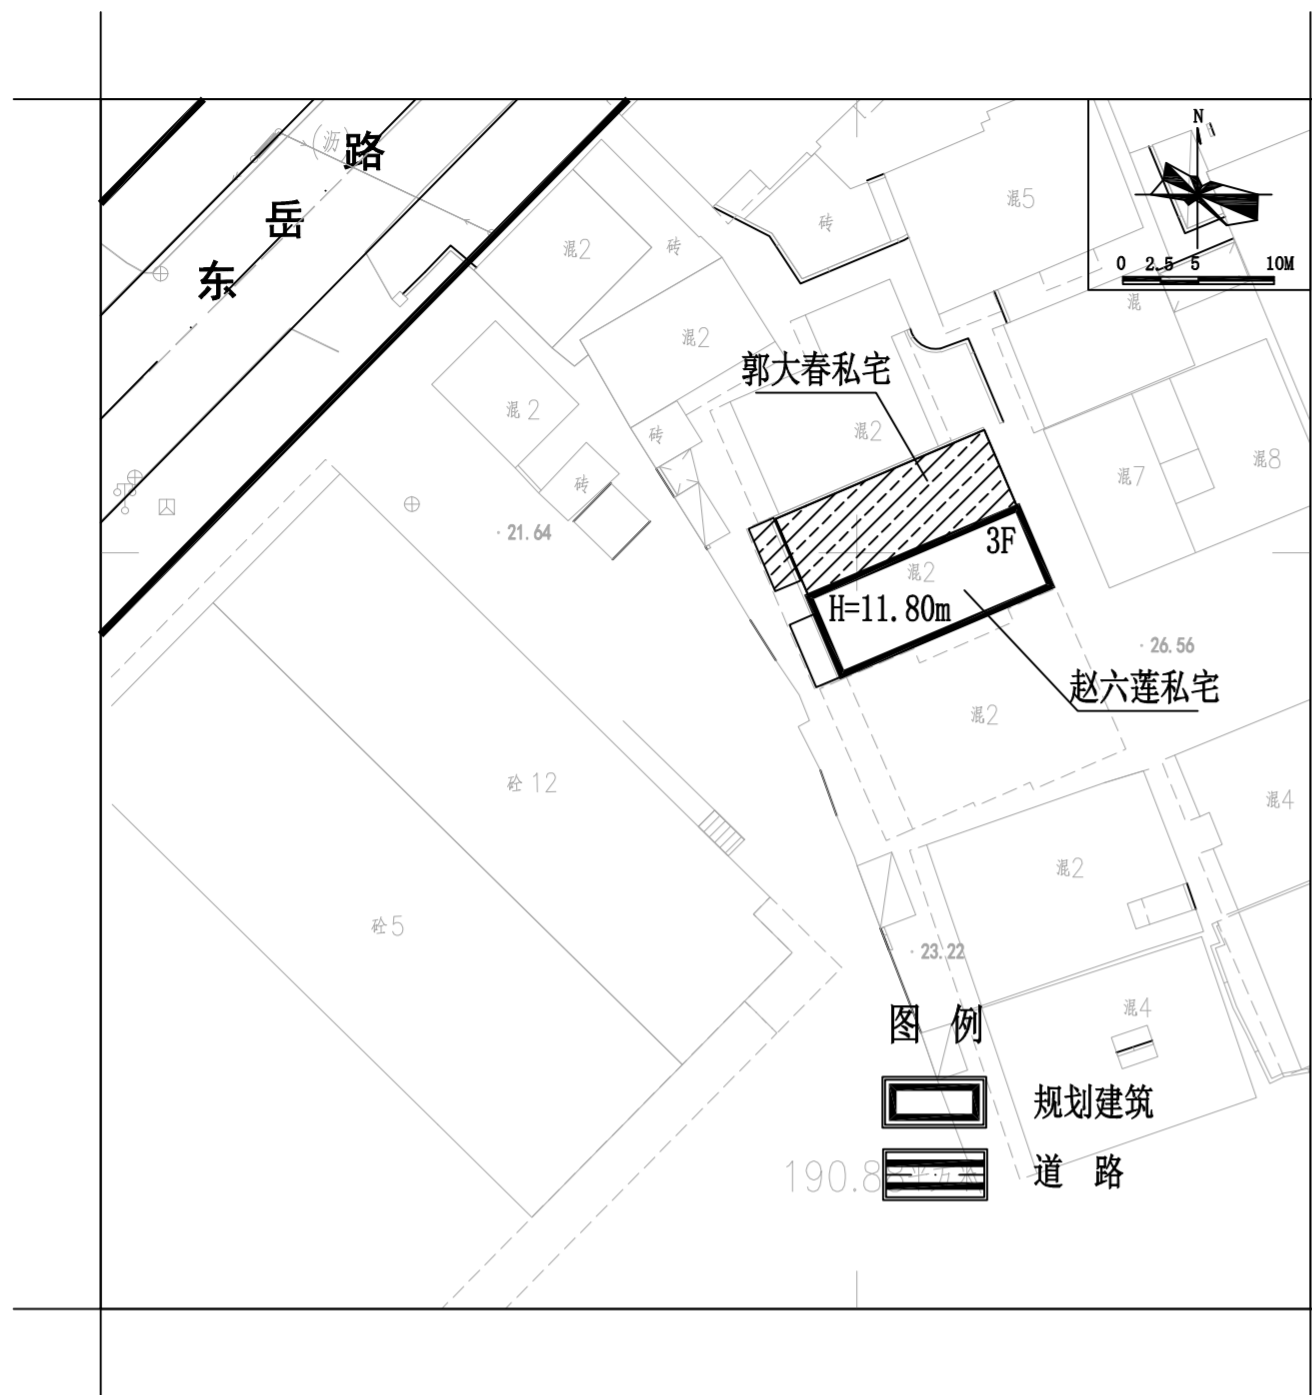 (沥)
路
岳
东
N
0 2.5 5 10M
混5
砖
混2
砖
混2
混
郭大春私宅
混2
砖
混2
混7
混8
砖
21.64
3F
混2
H=11.80m
26.56
赵六莲私宅
混2
砼12
混4
混2
砼5
23.22
混4
图 例
规划建筑
190.8
道 路